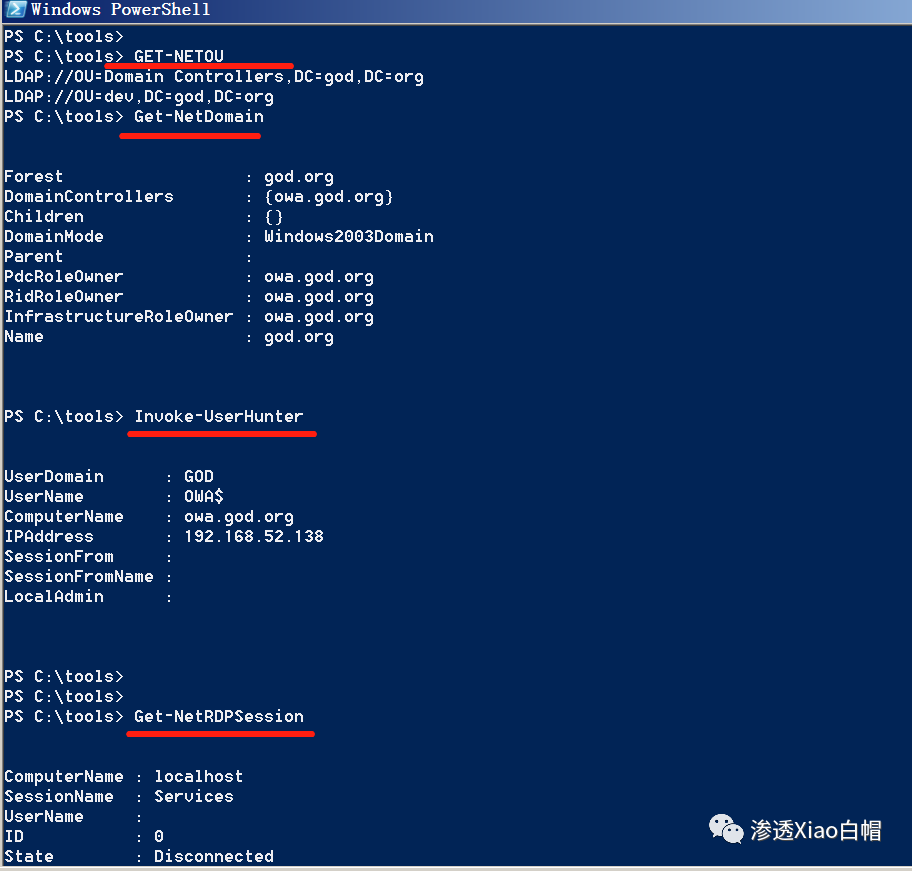 Windows PowerShell
PS C:\tools>
PS C:\tools> GET-NETOU
LDAP://OU=Domain Controllers,DC=god,DC=org
LDAP://OU=dev,DC=god,DC=org
PS C:\tools> Get-NetDomain
Forest : god.org
DomainControllers : {owa.god.org}
Children : {}
DomainMode : Windows2003Domain
Parent :
PdcRoleOwner : owa.god.org
RidRoleOwner : owa.god.org
InfrastructureRoleOwner : owa.god.org
Name : god.org
PS C:\tools> Invoke-UserHunter
UserDomain : GOD
UserName : OWA$
ComputerName : owa.god.org
IPAddress : 192.168.52.138
SessionFrom :
SessionFromName :
LocalAdmin :
PS C:\tools>
PS C:\tools>
PS C:\tools> Get-NetRDPSession
ComputerName : localhost
SessionName : Services
UserName :
ID : 0
State : Disconnected
渗透Xiao白帽